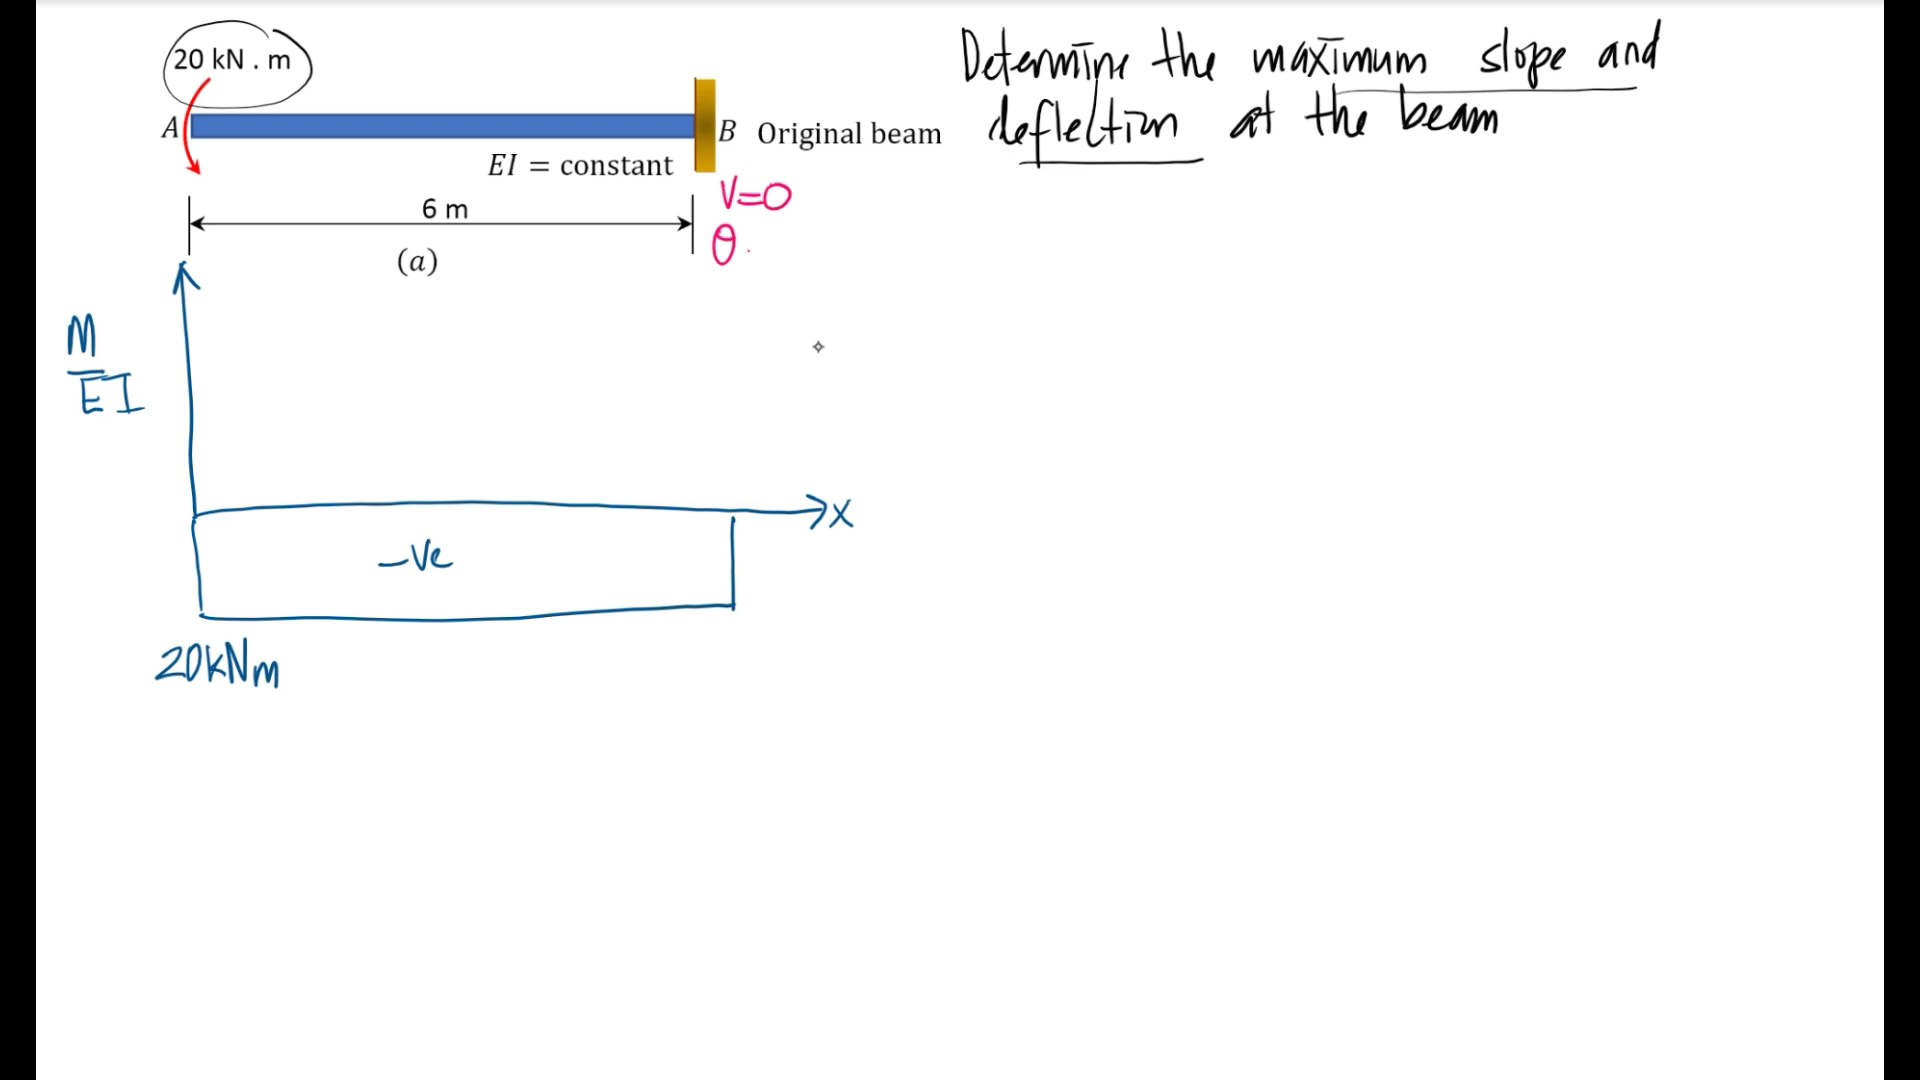 20 kN . m
Determine the maximum slope and
deflection at the beam
A
B Original beam
EI = constant
V=0
6 m
θ
(a)
M
EI
x
-ve
20kNm